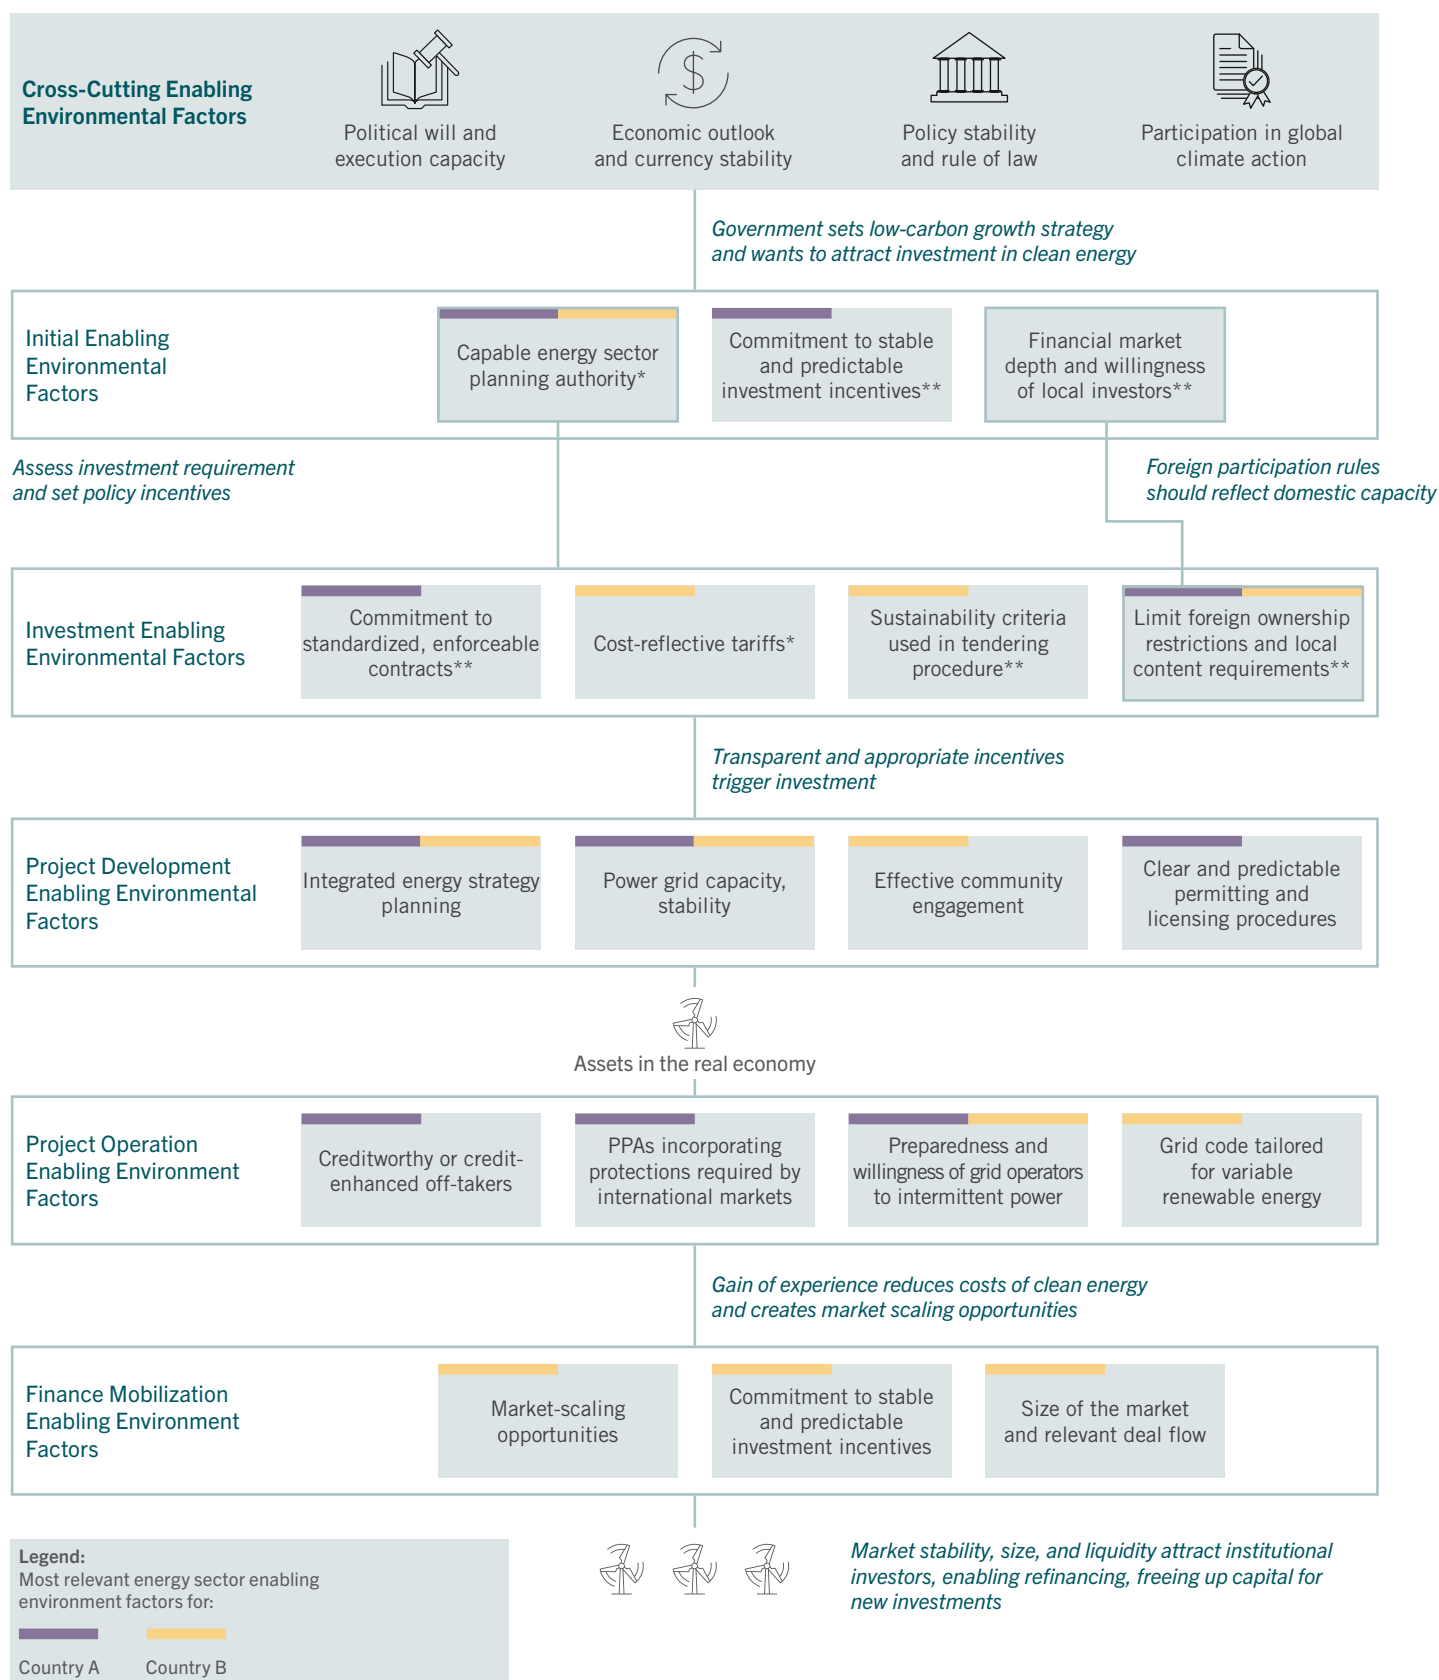 Cross-Cutting Enabling
Environmental Factors
Political will and
execution capacity
Economic outlook
and currency stability
Policy stability
and rule of law
Participation in global
climate action
Government sets low-carbon growth strategy
and wants to attract investment in clean energy
Initial Enabling
Environmental
Factors
Capable energy sector
planning authority*
Commitment to stable
and predictable
investment incentives**
Financial market
depth and willingness
of local investors**
Assess investment requirement
and set policy incentives
Foreign participation rules
should reflect domestic capacity
Investment Enabling
Environmental Factors
Commitment to
standardized, enforceable
contracts**
Cost-reflective tariffs*
Sustainability criteria
used in tendering
procedure**
Limit foreign ownership
restrictions and local
content requirements**
Transparent and appropriate incentives
trigger investment
Project Development
Enabling Environmental
Factors
Integrated energy strategy
planning
Power grid capacity,
stability
Effective community
engagement
Clear and predictable
permitting and
licensing procedures
Assets in the real economy
Project Operation
Enabling Environment
Factors
Creditworthy or credit-
enhanced off-takers
PPAs incorporating
protections required by
international markets
Preparedness and
willingness of grid operators
to intermittent power
Grid code tailored
for variable
renewable energy
Gain of experience reduces costs of clean energy
and creates market scaling opportunities
Finance Mobilization
Enabling Environment
Factors
Market-scaling
opportunities
Commitment to stable
and predictable
investment incentives
Size of the market
and relevant deal flow
Legend:
Most relevant energy sector enabling
environment factors for:
Country A
Country B
Market stability, size, and liquidity attract institutional
investors, enabling refinancing, freeing up capital for
new investments